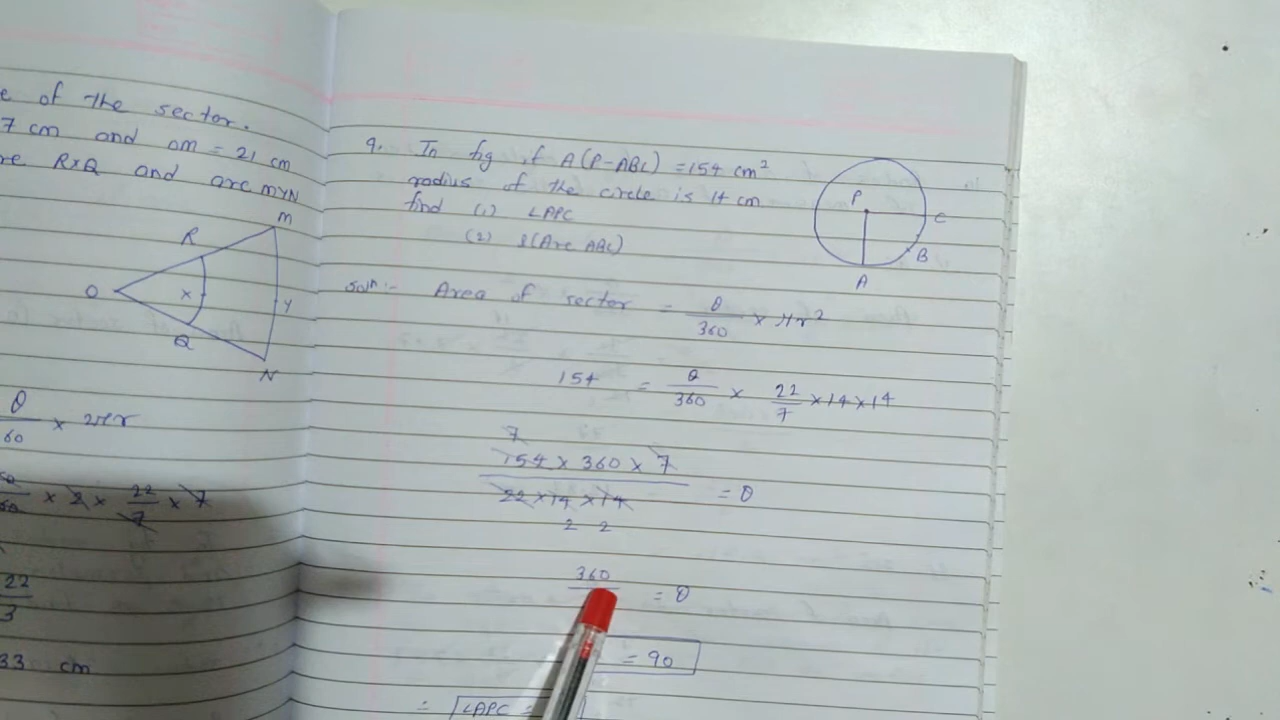 e of the sector.
7 cm and om = 21 cm
re RXQ and arc MYN
M
R
O
X
Y
Q
N
θ/60 × 2πr
× 2 × 22/7 × 7
22/3
33 cm
9. In fig if A(P-ABC) = 154 cm²
radius of the circle is 14 cm
find (1) ∠APC
(2) l(Arc ABC)
P
C
B
A
Soln:- Area of sector = θ/360 × πr²
154 = θ/360 × 22/7 × 14 × 14
7
154 × 360 × 7
22 × 14 × 14 = θ
2 2
360 = θ
= 90
= ∠APC =